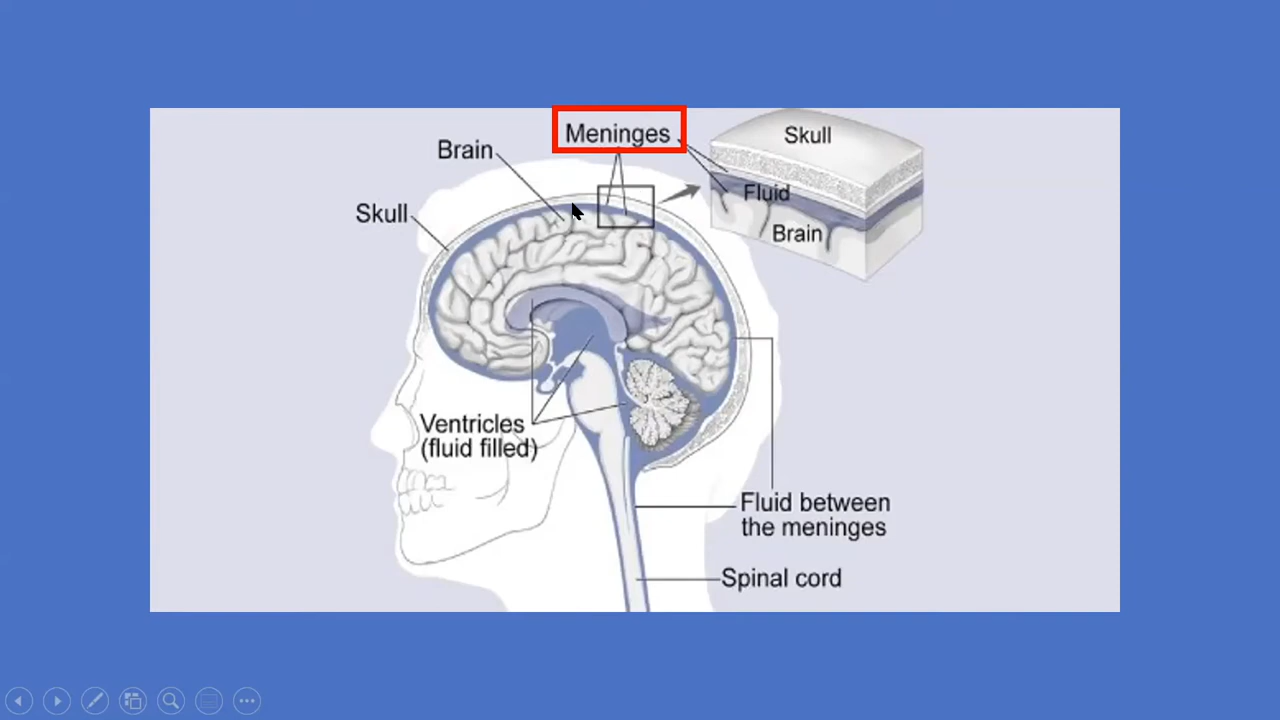 Meninges
Brain
Skull
Skull
Fluid
Brain
Ventricles
(fluid filled)
Fluid between
the meninges
Spinal cord